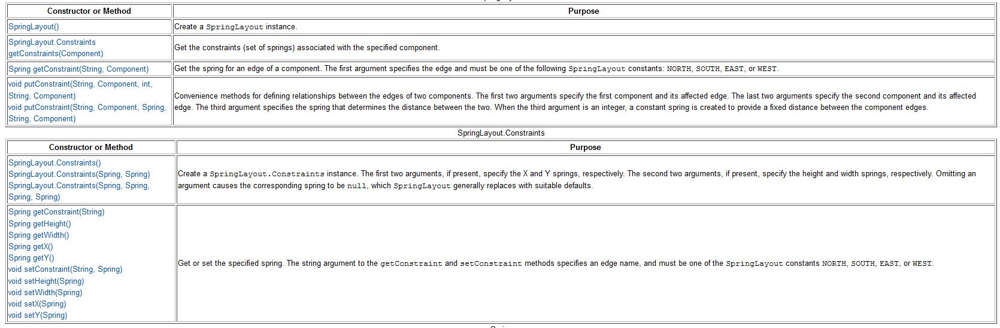 Constructor or Method Purpose
SpringLayout() Create a SpringLayout instance.
SpringLayout.Constraints
getConstraints(Component)
Get the constraints (set of springs) associated with the specified component.
Spring getConstraint(String, Component) Get the spring for an edge of a component. The first argument specifies the edge and must be one of the following SpringLayout constants: NORTH, SOUTH, EAST, or WEST.
void putConstraint(String, Component, int,
String, Component)
void putConstraint(String, Component, Spring,
String, Component)
Convenience methods for defining relationships between the edges of two components. The first two arguments specify the first component and its affected edge. The last two arguments specify the second component and its affected
edge. The third argument specifies the spring that determines the distance between the two. When the third argument is an integer, a constant spring is created to provide a fixed distance between the component edges.
SpringLayout.Constraints
Constructor or Method Purpose
SpringLayout.Constraints()
SpringLayout.Constraints(Spring, Spring)
SpringLayout.Constraints(Spring, Spring,
Spring, Spring)
Create a SpringLayout.Constraints instance. The first two arguments, if present, specify the X and Y springs, respectively. The second two arguments, if present, specify the height and width springs, respectively. Omitting an
argument causes the corresponding spring to be null, which SpringLayout generally replaces with suitable defaults.
Spring getConstraint(String)
Spring getHeight()
Spring getWidth()
Spring getX()
Spring getY()
void setConstraint(String, Spring)
void setHeight(Spring)
void setWidth(Spring)
void setX(Spring)
void setY(Spring)
Get or set the specified spring. The string argument to the getConstraint and setConstraint methods specifies an edge name, and must be one of the SpringLayout constants NORTH, SOUTH, EAST, or WEST.